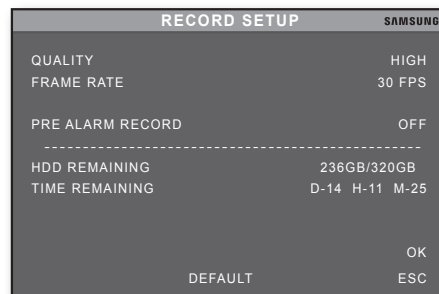 RECORD SETUP SAMSUNG
QUALITY HIGH
FRAME RATE 30 FPS
PRE ALARM RECORD OFF
HDD REMAINING 236GB/320GB
TIME REMAINING D-14 H-11 M-25
OK
DEFAULT ESC